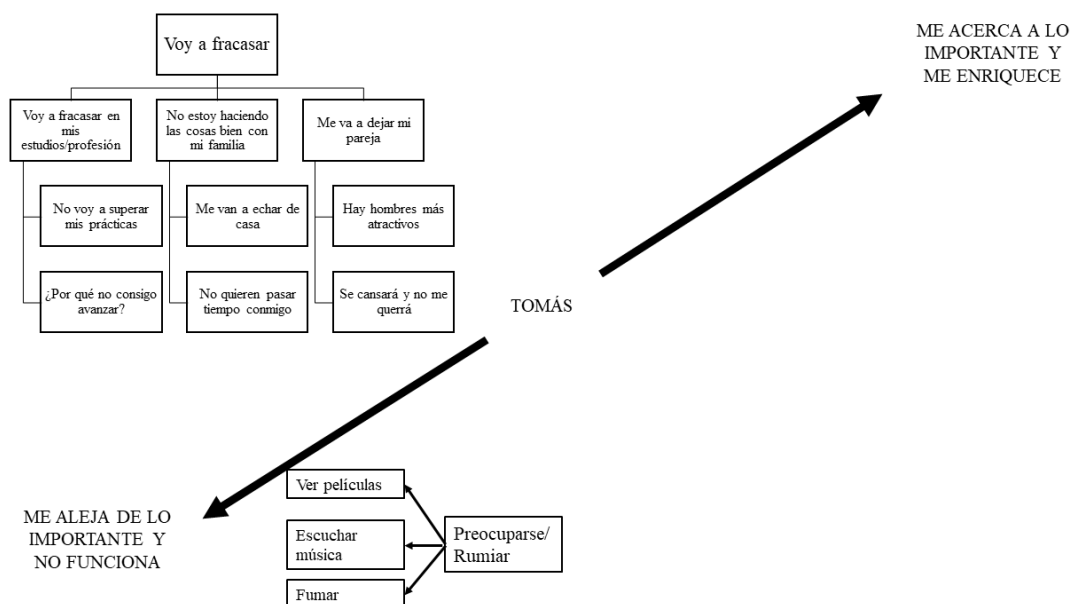 Voy a fracasar
Voy a fracasar en
mis
estudios/profesión
No estoy haciendo
las cosas bien con
mi familia
Me va a dejar mi
pareja
No voy a superar
mis prácticas
Me van a echar de
casa
Hay hombres más
atractivos
¿Por qué no consigo
avanzar?
No quieren pasar
tiempo conmigo
Se cansará y no me
querrá
ME ACERCA A LO
IMPORTANTE Y
ME ENRIQUECE
TOMÁS
ME ALEJA DE LO
IMPORTANTE Y
NO FUNCIONA
Ver películas
Escuchar
música
Fumar
Preocuparse/
Rumiar